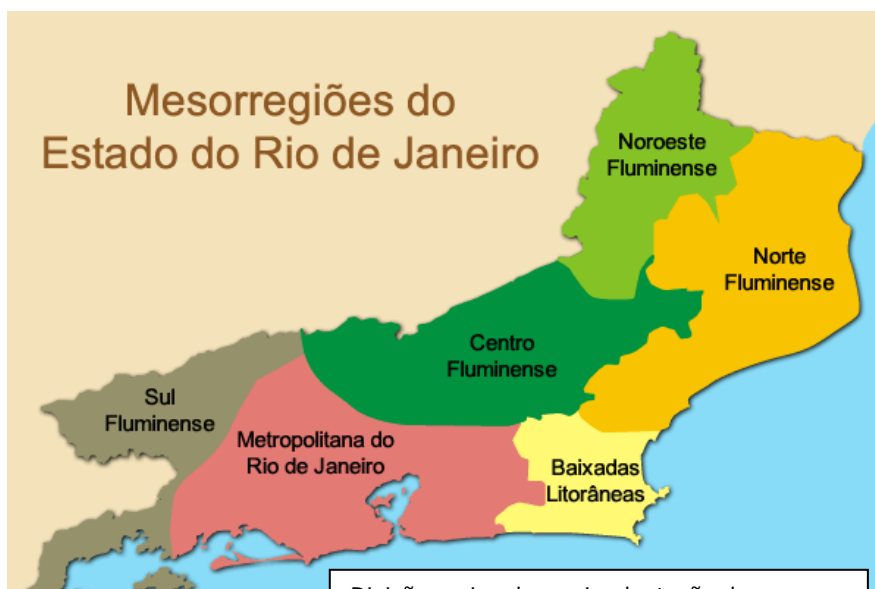 Mesorregiões do
Estado do Rio de Janeiro
Noroeste
Fluminense
Norte
Fluminense
Centro
Fluminense
Sul
Fluminense
Metropolitana do
Rio de Janeiro
Baixadas
Litorâneas